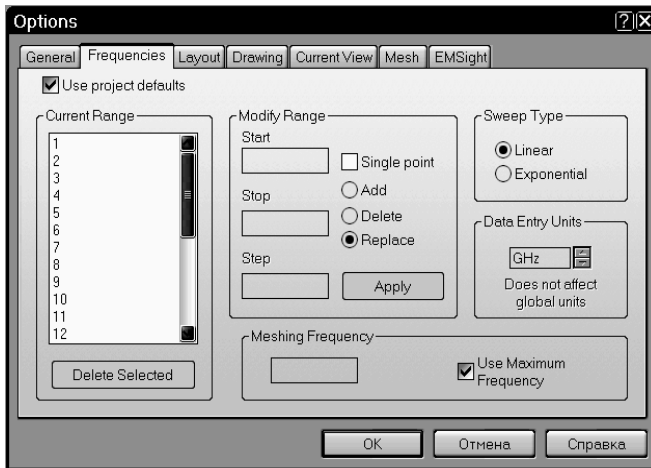 Options
General Frequencies Layout Drawing Current View Mesh EMSight
Use project defaults
Current Range
1
2
3
4
5
6
7
8
9
10
11
12
Delete Selected
Modify Range
Start
Single point
Add
Stop
Delete
Replace
Step
Apply
Sweep Type
Linear
Exponential
Data Entry Units
GHz
Does not affect
global units
Meshing Frequency
Use Maximum
Frequency
OK Отмена Справка